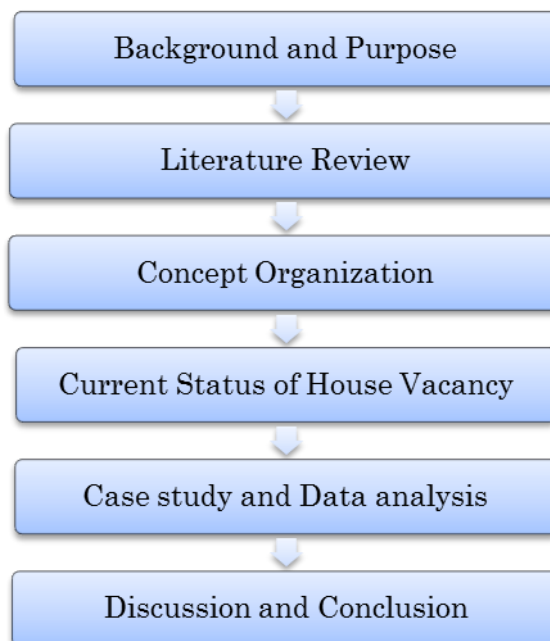 Background and Purpose
Literature Review
Concept Organization
Current Status of House Vacancy
Case study and Data analysis
Discussion and Conclusion